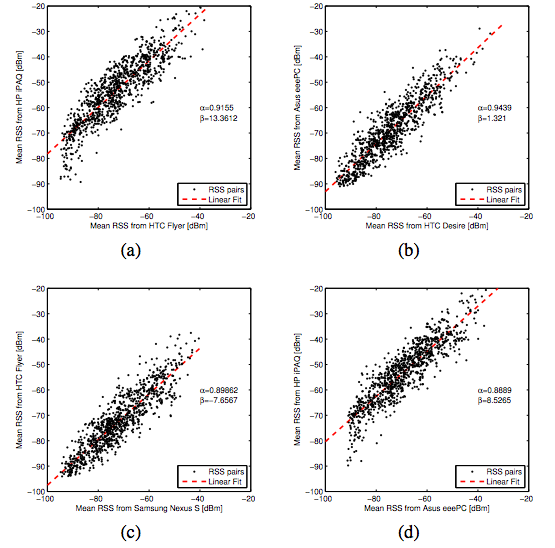 −20
−30
−40
−50
−60
−70
−80
−90
−100
Mean RSS from HP iPAQ [dBm]
α=0.9155
β=13.3612
RSS pairs
Linear Fit
−100 −80 −60 −40 −20
Mean RSS from HTC Flyer [dBm]
(a)
−20
−30
−40
−50
−60
−70
−80
−90
−100
Mean RSS from Asus eeePC [dBm]
α=0.9439
β=1.321
RSS pairs
Linear Fit
−100 −80 −60 −40 −20
Mean RSS from HTC Desire [dBm]
(b)
−20
−30
−40
−50
−60
−70
−80
−90
−100
Mean RSS from HTC Flyer [dBm]
α=0.89862
β=−7.6567
RSS pairs
Linear Fit
−100 −80 −60 −40 −20
Mean RSS from Samsung Nexus S [dBm]
(c)
−20
−30
−40
−50
−60
−70
−80
−90
−100
Mean RSS from HP iPAQ [dBm]
α=0.8889
β=8.5265
RSS pairs
Linear Fit
−100 −80 −60 −40 −20
Mean RSS from Asus eeePC [dBm]
(d)